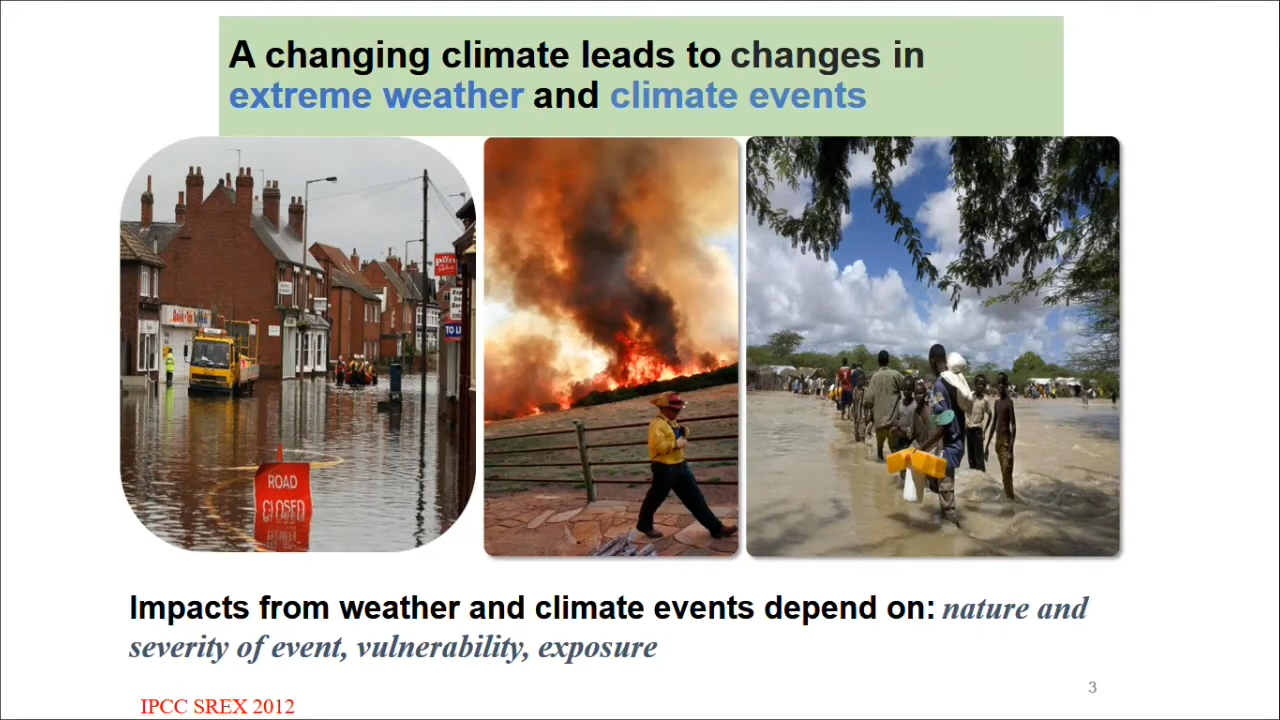 A changing climate leads to changes in
extreme weather and climate events
ROAD
CLOSED
TO L
Impacts from weather and climate events depend on: nature and
severity of event, vulnerability, exposure
3
IPCC SREX 2012